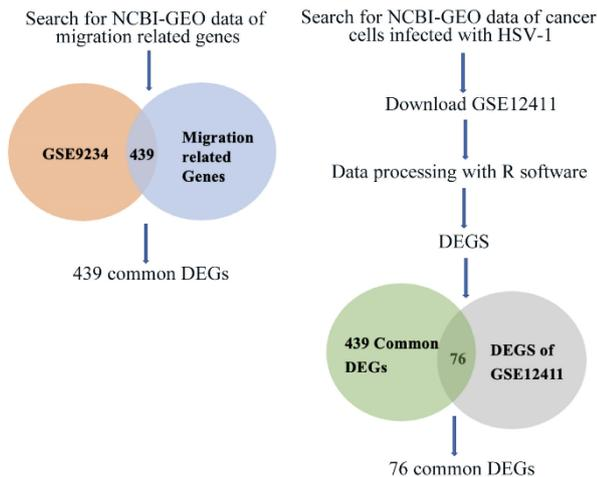 Search for NCBI-GEO data of
migration related genes
GSE9234
439
Migration
related
Genes
439 common DEGs
Search for NCBI-GEO data of cancer
cells infected with HSV-1
Download GSE12411
Data processing with R software
DEGS
439 Common
DEGs
76
DEGS of
GSE12411
76 common DEGs